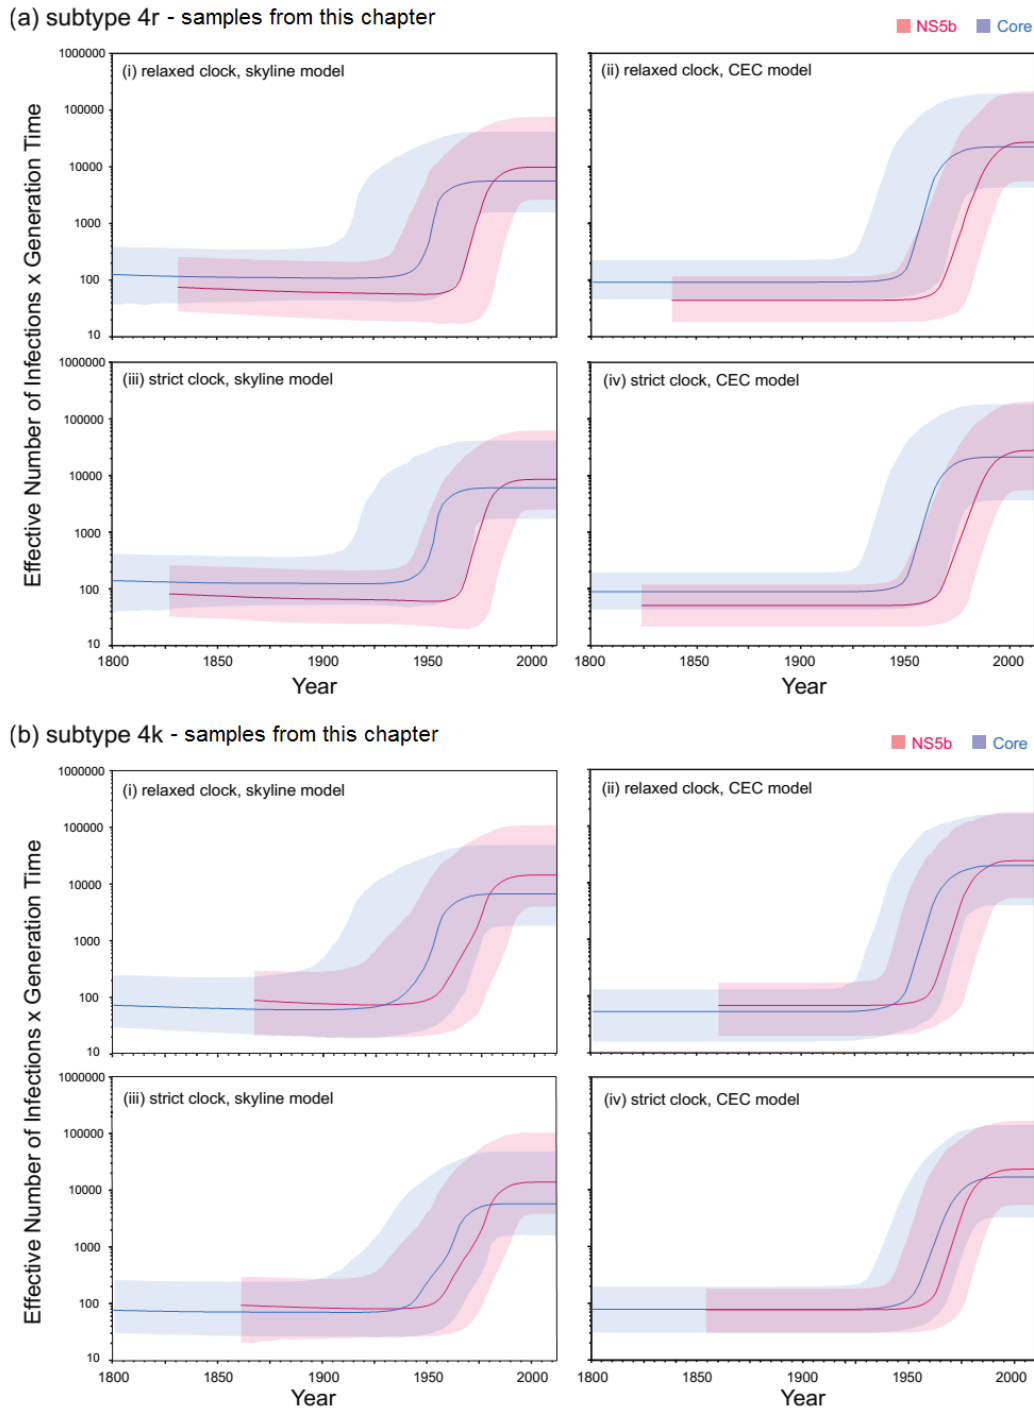 (a) subtype 4r - samples from this chapter
NS5b Core
Effective Number of Infections x Generation Time
(i) relaxed clock, skyline model
1000000
100000
10000
1000
100
10
(ii) relaxed clock, CEC model
(iii) strict clock, skyline model
1000000
100000
10000
1000
100
10
1800 1850 1900 1950 2000
Year
(iv) strict clock, CEC model
1800 1850 1900 1950 2000
Year
(b) subtype 4k - samples from this chapter
NS5b Core
Effective Number of Infections x Generation Time
(i) relaxed clock, skyline model
1000000
100000
10000
1000
100
10
(ii) relaxed clock, CEC model
(iii) strict clock, skyline model
1000000
100000
10000
1000
100
10
1800 1850 1900 1950 2000
Year
(iv) strict clock, CEC model
1800 1850 1900 1950 2000
Year